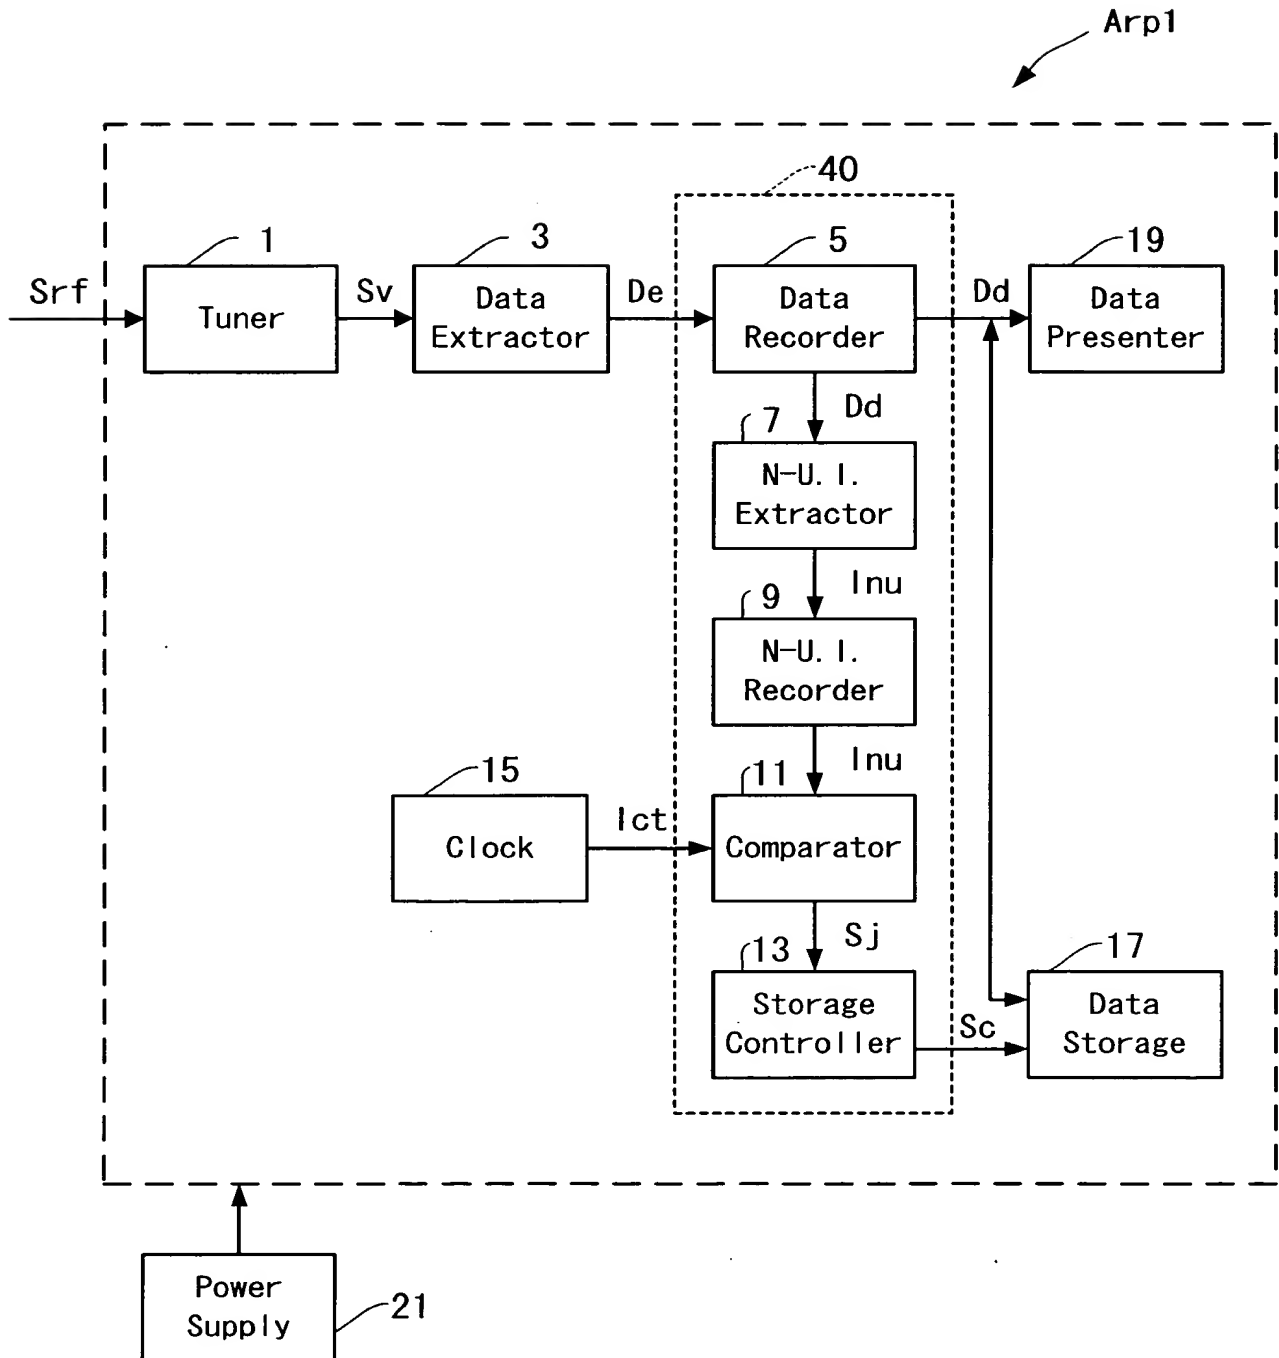 Arp1
40
1
3
5
19
Srf
Tuner
Sv
Data
Extractor
De
Data
Recorder
Dd
Data
Presenter
Dd
7
N-U.I.
Extractor
Inu
9
N-U.I.
Recorder
Inu
15
11
Clock
Ict
Comparator
Sj
13
17
Storage
Controller
Sc
Data
Storage
Power
Supply
21